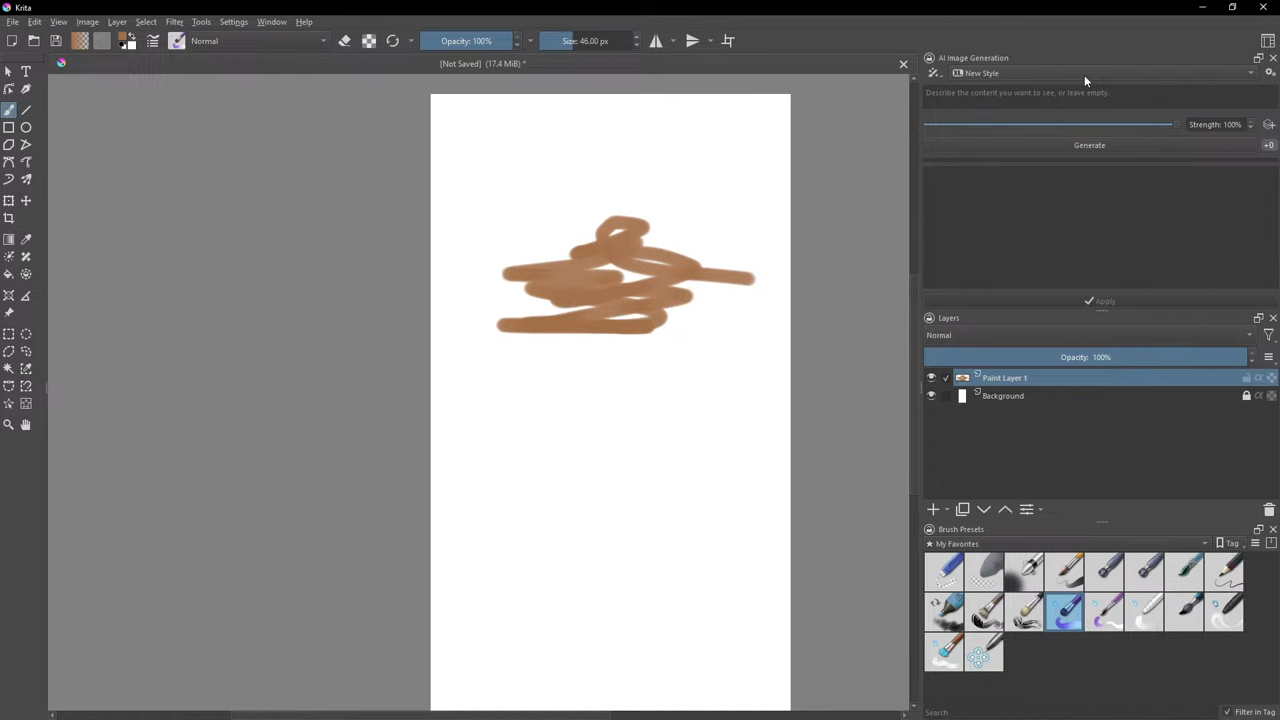 Krita
File Edit View Image Layer Select Filter Tools Settings Window Help
Normal
Opacity: 100%
Size: 46.00 px
[Not Saved] (17.4 MiB) *
AI Image Generation
XL New Style
Describe the content you want to see, or leave empty.
Strength: 100%
Generate
+0
Apply
Layers
Normal
Opacity: 100%
Paint Layer 1
Background
Brush Presets
My Favorites
Tag
Search
Filter in Tag